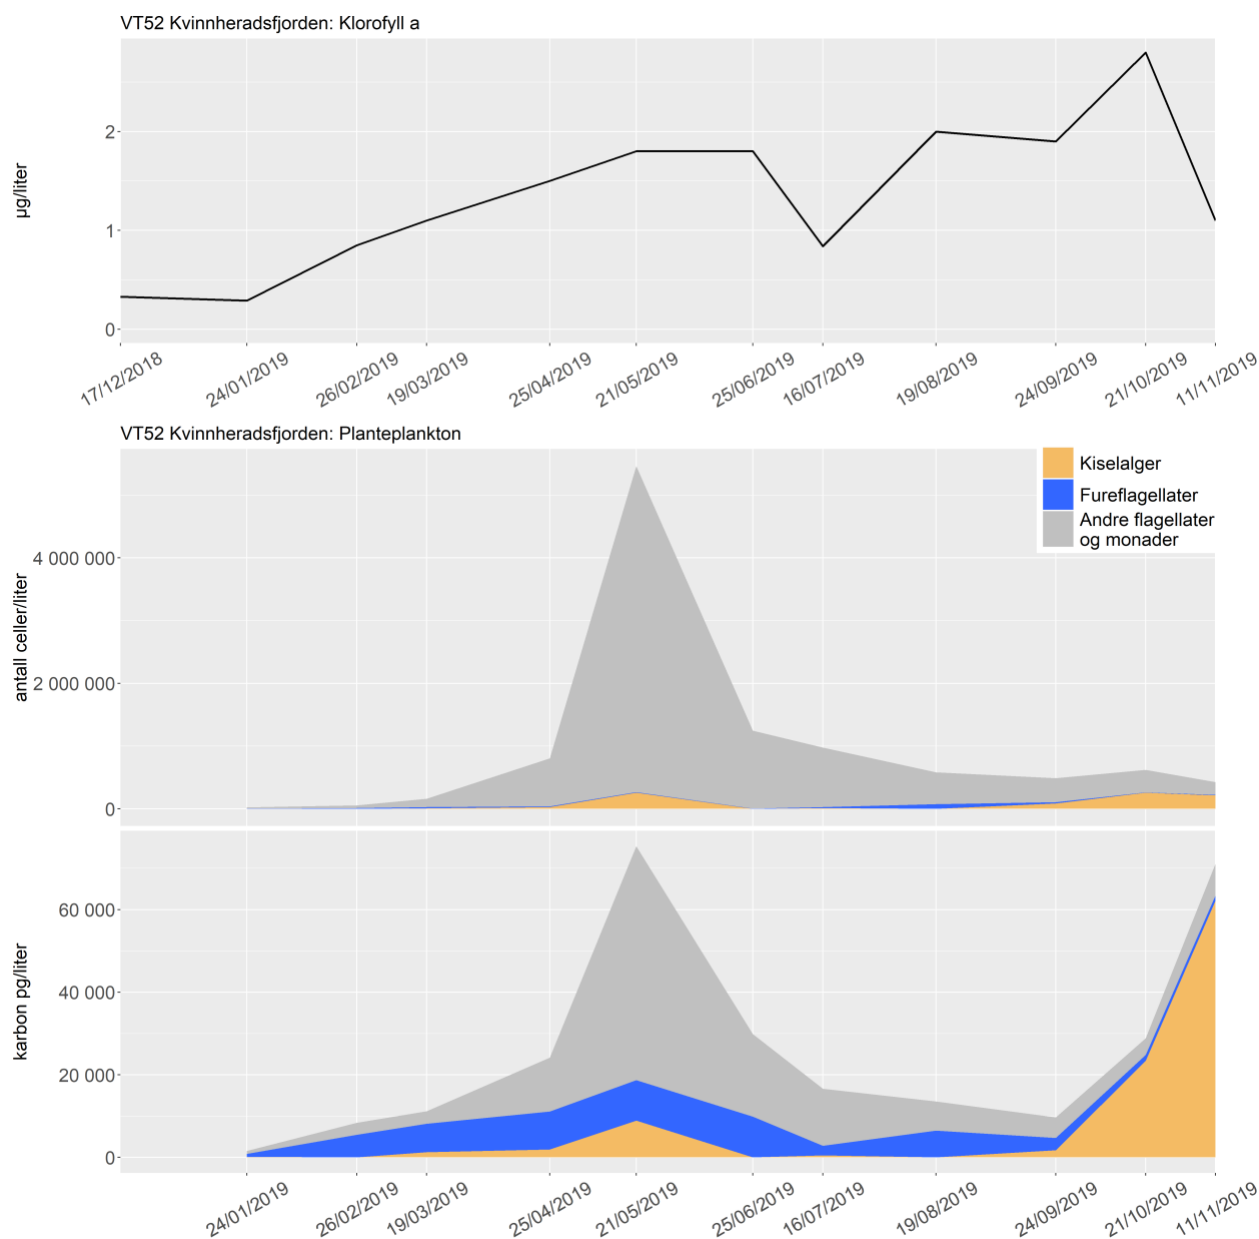 VT52 Kvinnheradsfjorden: Klorofyll a
µg/liter
2
1
0
17/12/2018 24/01/2019 26/02/2019 19/03/2019 25/04/2019 21/05/2019 25/06/2019 16/07/2019 19/08/2019 24/09/2019 21/10/2019 11/11/2019
VT52 Kvinnheradsfjorden: Planteplankton
Kiselalger
Fureflagellater
Andre flagellater
og monader
antall celler/liter
4 000 000
2 000 000
0
karbon pg/liter
60 000
40 000
20 000
0
24/01/2019 26/02/2019 19/03/2019 25/04/2019 21/05/2019 25/06/2019 16/07/2019 19/08/2019 24/09/2019 21/10/2019 11/11/2019